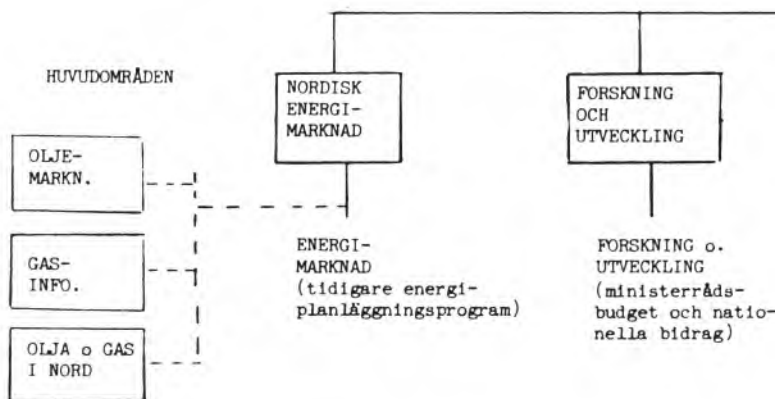 HUVUDOMRÅDEN
NORDISK
ENERGI-
MARKNAD
FORSKNING
OCH
UTVECKLING
OLJE-
MARKN.
GAS-
INFO.
OLJA o GAS
I NORD
ENERGI-
MARKNAD
(tidigare energi-
planläggningsprogram)
FORSKNING o.
UTVECKLING
(ministerråds-
budget och natio-
nella bidrag)